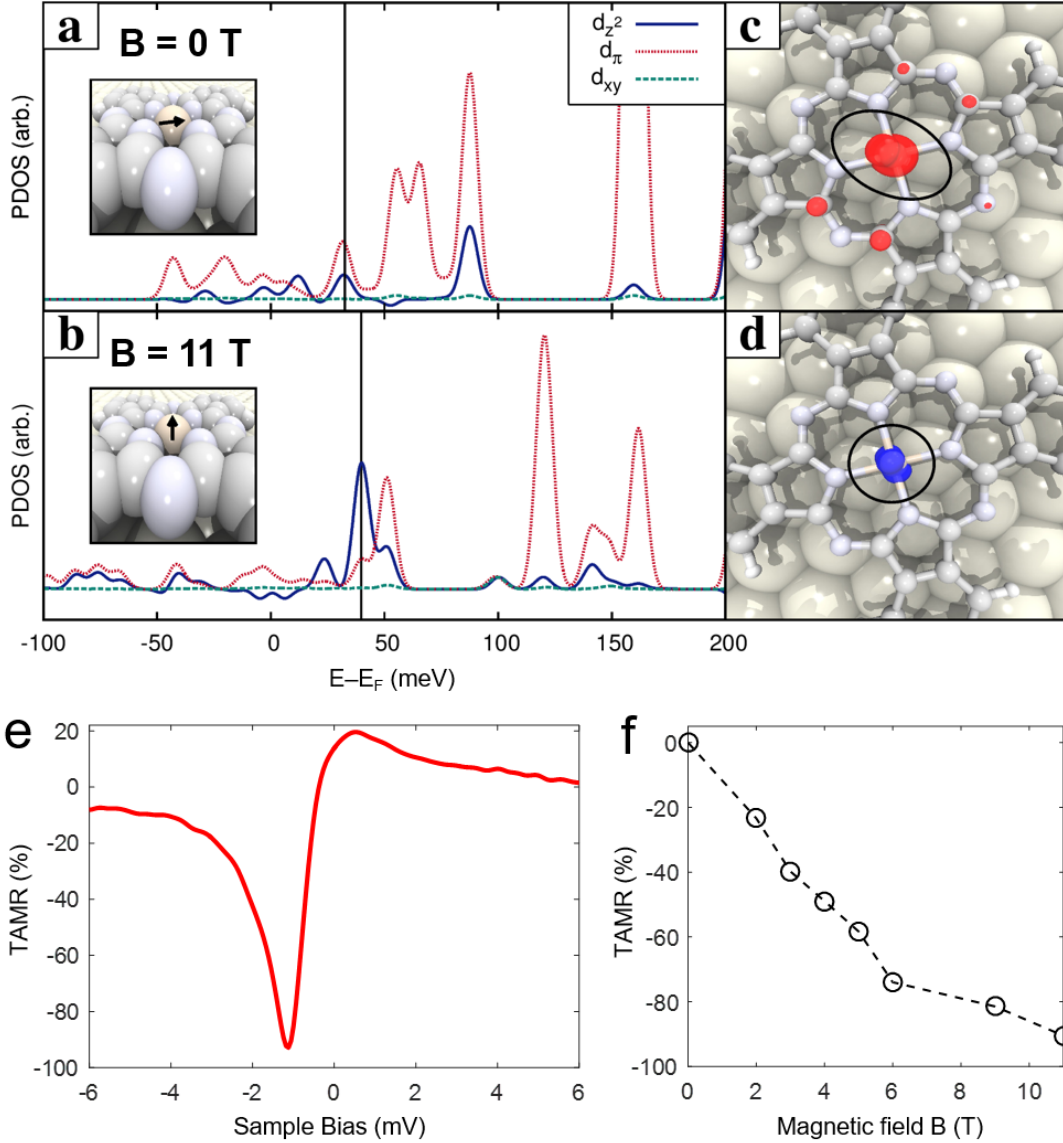 a
B = 0 T
d_z²
d_π
d_xy
PDOS (arb.)
c
b
B = 11 T
PDOS (arb.)
d
-100 -50 0 50 100 150 200
E–E_F (meV)
e
20
0
-20
-40
-60
-80
-100
TAMR (%)
-6 -4 -2 0 2 4 6
Sample Bias (mV)
f
0
-20
-40
-60
-80
-100
TAMR (%)
0 2 4 6 8 10
Magnetic field B (T)